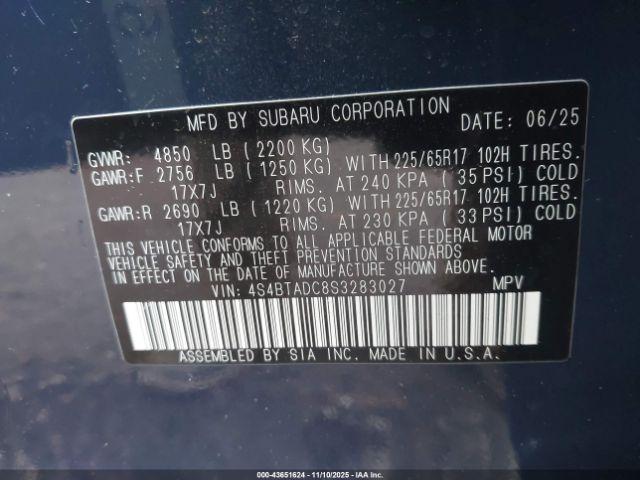 MFD BY SUBARU CORPORATION DATE: 06/25
GVWR: 4850 LB (2200 KG)
GAWR:F 2756 LB (1250 KG) WITH 225/65R17 102H TIRES.
17X7J RIMS. AT 240 KPA (35 PSI) COLD
GAWR:R 2690 LB (1220 KG) WITH 225/65R17 102H TIRES.
17X7J RIMS. AT 230 KPA (33 PSI) COLD
THIS VEHICLE CONFORMS TO ALL APPLICABLE FEDERAL MOTOR
VEHICLE SAFETY AND THEFT PREVENTION STANDARDS
IN EFFECT ON THE DATE OF MANUFACTURE SHOWN ABOVE.
VIN: 4S4BTADC8S3283027 MPV
ASSEMBLED BY SIA INC. MADE IN U.S.A.
000-43651624 - 11/10/2025 - IAAI.com